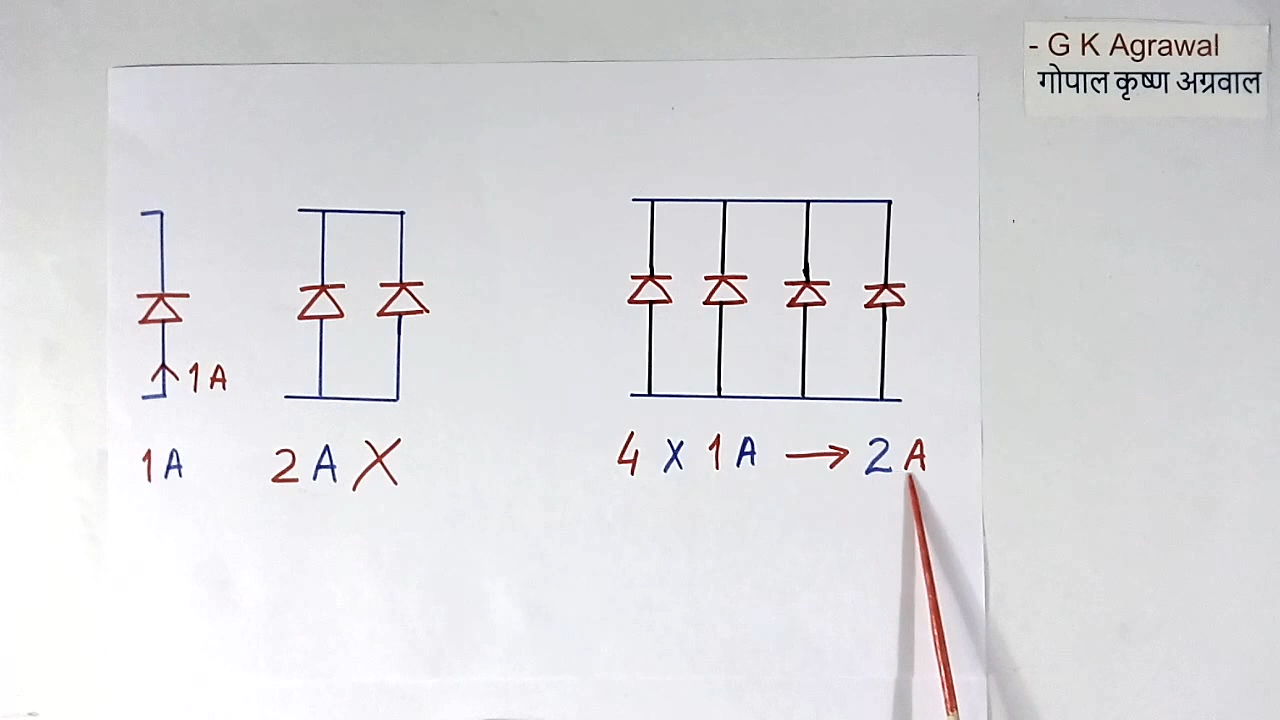 - G K Agrawal
गोपाल कृष्ण अग्रवाल
1A
1A
2A X
4 X 1A → 2A